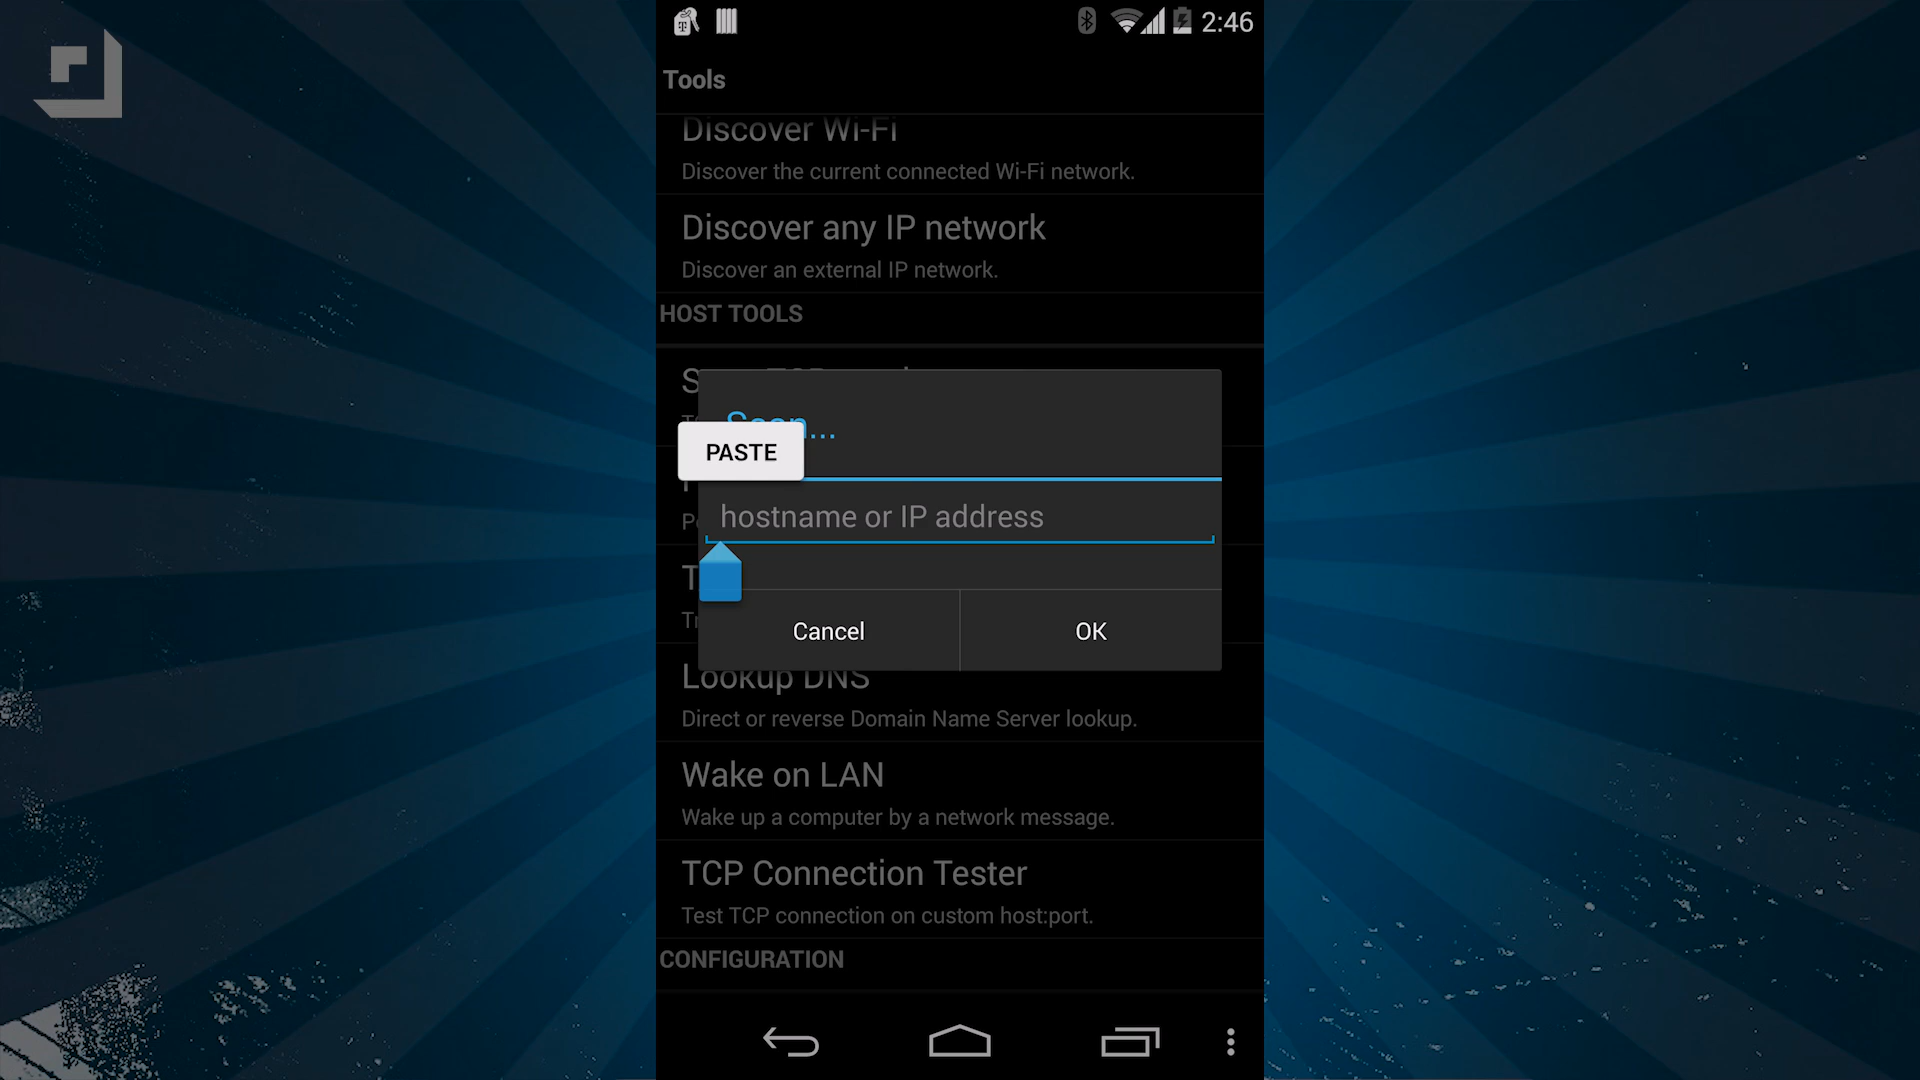 2:46
Tools
Discover Wi-Fi
Discover the current connected Wi-Fi network.
Discover any IP network
Discover an external IP network.
HOST TOOLS
Scan...
PASTE
hostname or IP address
Cancel
OK
Lookup DNS
Direct or reverse Domain Name Server lookup.
Wake on LAN
Wake up a computer by a network message.
TCP Connection Tester
Test TCP connection on custom host:port.
CONFIGURATION